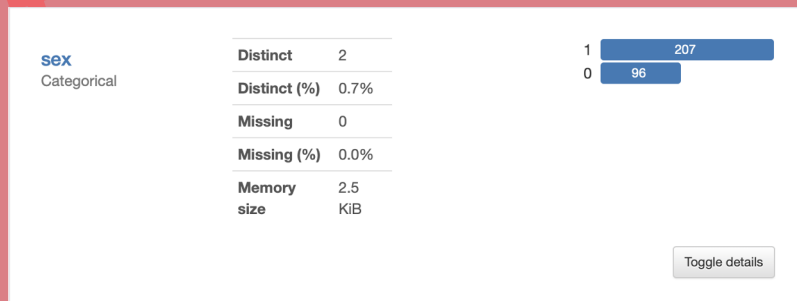 sex
Categorical
Distinct 2
Distinct (%) 0.7%
Missing 0
Missing (%) 0.0%
Memory size 2.5 KiB
1 207
0 96
Toggle details